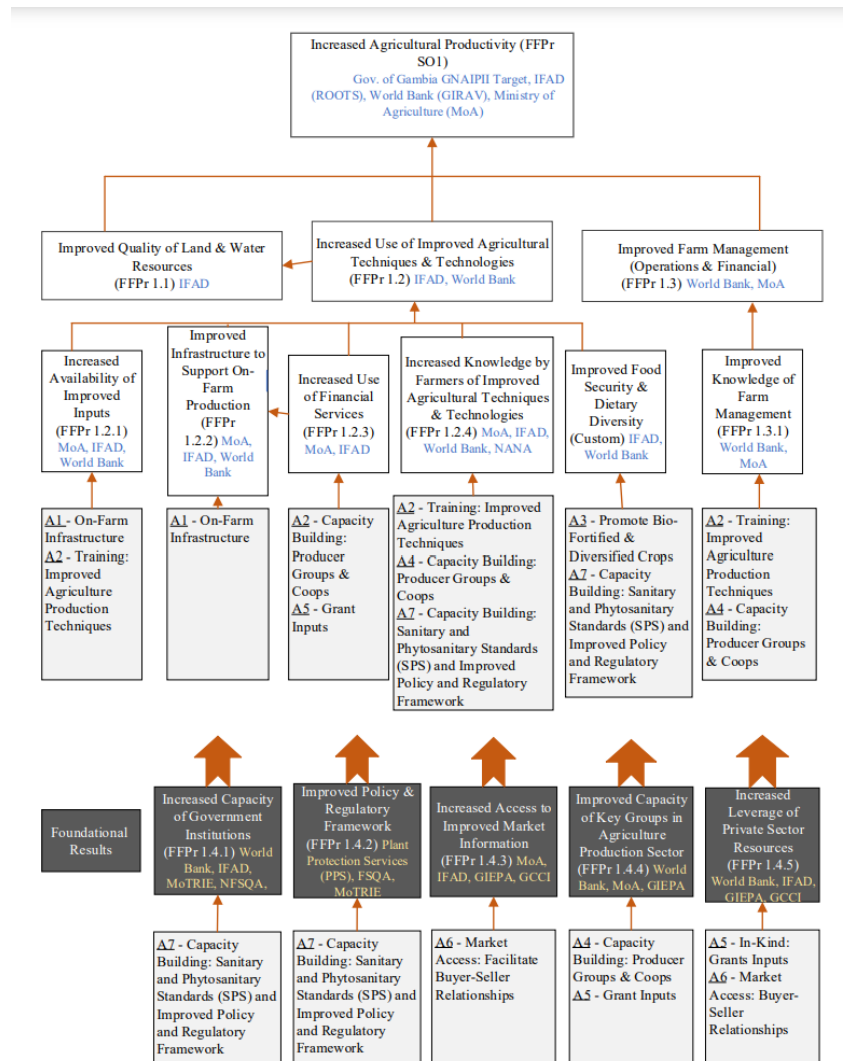 Increased Agricultural Productivity (FFPr
SO1)
Gov. of Gambia GNAIPII Target, IFAD
(ROOTS), World Bank (GIRAV), Ministry of
Agriculture (MoA)
Improved Quality of Land & Water
Resources
(FFPr 1.1) IFAD
Increased Use of Improved Agricultural
Techniques & Technologies
(FFPr 1.2) IFAD, World Bank
Improved Farm Management
(Operations & Financial)
(FFPr 1.3) World Bank, MoA
Increased
Availability of
Improved
Inputs
(FFPr 1.2.1)
MoA, IFAD,
World Bank
Improved
Infrastructure to
Support On-
Farm
Production
(FFPr
1.2.2) MoA,
IFAD, World
Bank
Increased Use
of Financial
Services
(FFPr 1.2.3)
MoA, IFAD
Increased Knowledge by
Farmers of Improved
Agricultural Techniques
& Technologies
(FFPr 1.2.4) MoA, IFAD,
World Bank, NANA
Improved Food
Security &
Dietary
Diversity
(Custom) IFAD,
World Bank
Improved
Knowledge of
Farm
Management
(FFPr 1.3.1)
World Bank,
MoA
A1 - On-Farm
Infrastructure
A2 - Training:
Improved
Agriculture
Production
Techniques
A1 - On-Farm
Infrastructure
A2 - Capacity
Building:
Producer
Groups &
Coops
A5 - Grant
Inputs
A2 - Training: Improved
Agriculture Production
Techniques
A4 - Capacity Building:
Producer Groups &
Coops
A7 - Capacity Building:
Sanitary and
Phytosanitary Standards
(SPS) and Improved
Policy and Regulatory
Framework
A3 - Promote Bio-
Fortified &
Diversified Crops
A7 - Capacity
Building: Sanitary
and Phytosanitary
Standards (SPS) and
Improved Policy
and Regulatory
Framework
A2 - Training:
Improved
Agriculture
Production
Techniques
A4 - Capacity
Building:
Producer Groups
& Coops
Foundational
Results
Increased Capacity
of Government
Institutions
(FFPr 1.4.1) World
Bank, IFAD,
MoTRIE, NFSQA,
Improved Policy &
Regulatory
Framework
(FFPr 1.4.2) Plant
Protection Services
(PPS), FSQA,
MoTRIE
Increased Access to
Improved Market
Information
(FFPr 1.4.3) MoA,
IFAD, GIEPA, GCCI
Improved Capacity
of Key Groups in
Agriculture
Production Sector
(FFPr 1.4.4) World
Bank, MoA, GIEPA
Increased
Leverage of
Private Sector
Resources
(FFPr 1.4.5)
World Bank, IFAD,
GIEPA, GCCI
A7 - Capacity
Building: Sanitary
and Phytosanitary
Standards (SPS) and
Improved Policy
and Regulatory
Framework
A7 - Capacity
Building: Sanitary
and Phytosanitary
Standards (SPS) and
Improved Policy
and Regulatory
Framework
A6 - Market
Access: Facilitate
Buyer-Seller
Relationships
A4 - Capacity
Building: Producer
Groups & Coops
A5 - Grant Inputs
A5 - In-Kind:
Grants Inputs
A6 - Market
Access: Buyer-
Seller
Relationships